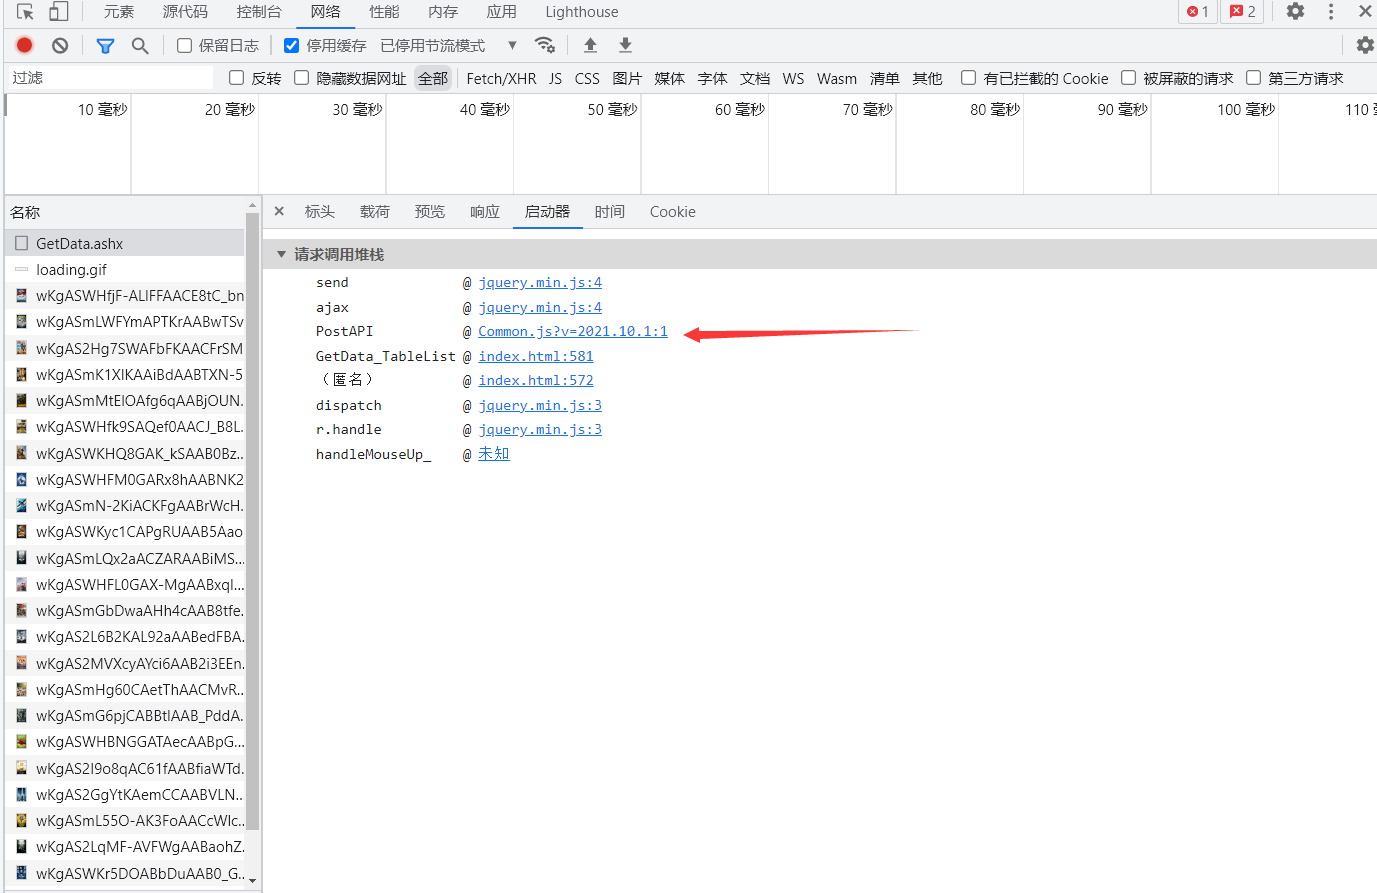 元素 源代码 控制台 网络 性能 内存 应用 Lighthouse 1 2
保留日志 停用缓存 已停用节流模式
过滤 反转 隐藏数据网址 全部 Fetch/XHR JS CSS 图片 媒体 字体 文档 WS Wasm 清单 其他 有已拦截的 Cookie 被屏蔽的请求 第三方请求
10 毫秒 20 毫秒 30 毫秒 40 毫秒 50 毫秒 60 毫秒 70 毫秒 80 毫秒 90 毫秒 100 毫秒 110
名称
GetData.ashx
loading.gif
wKgASWHfjF-ALIFFAACE8tC_bn
wKgASmLWFYmAPTKrAABwTSv
wKgAS2Hg7SWAFbFKAACFrSM
wKgASmK1XIKAAiBdAABTXN-5
wKgASmMtEIOAfg6qAABjOUN.
wKgASWHfk9SAQef0AACJ_B8L.
wKgASWKHQ8GAK_kSAAB0Bz..
wKgASWHFM0GARx8hAABNK2
wKgASmN-2KiACKFgAABrWcH.
wKgASWKyc1CAPgRUAAB5Aao
wKgASmLQx2aACZARAABiMS...
wKgASWHFL0GAX-MgAABxqI...
wKgASmGbDwaAHh4cAAB8tfe.
wKgAS2L6B2KAL92aAABedFBA.
wKgAS2MVXcyAYci6AAB2i3EEn.
wKgASmHg60CAetThAACMvR..
wKgASmG6pjCABBtIAAB_PddA.
wKgASWHBNGGATAecAABpG...
wKgAS2I9o8qAC61fAABfiaWTd.
wKgAS2GgYtKAemCCAABVLN..
wKgASmL55O-AK3FoAACcWIc..
wKgAS2LqMF-AVFWgAABaohZ.
wKgASWKr5DOABbDuAAB0_G..
标头 载荷 预览 响应 启动器 时间 Cookie
请求调用堆栈
send @ jquery.min.js:4
ajax @ jquery.min.js:4
PostAPI @ Common.js?v=2021.10.1:1
GetData_TableList @ index.html:581
（匿名） @ index.html:572
dispatch @ jquery.min.js:3
r.handle @ jquery.min.js:3
handleMouseUp_ @ 未知